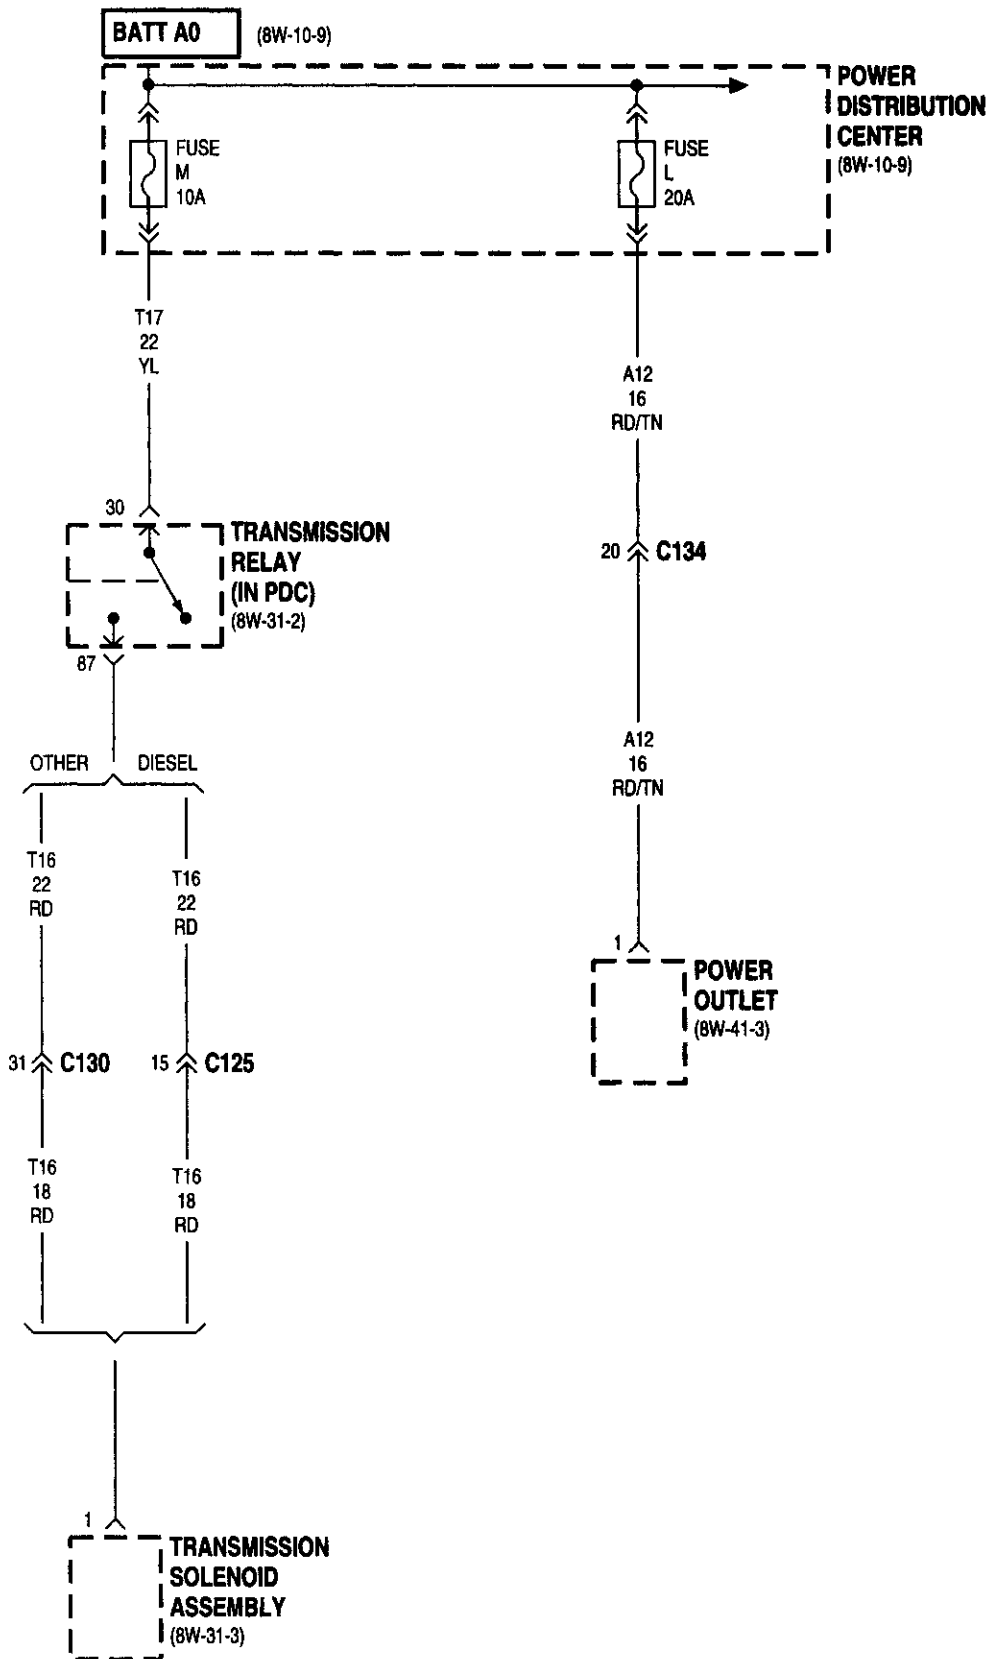 BATT A0
(8W-10-9)
POWER
DISTRIBUTION
CENTER
(8W-10-9)
FUSE
M
10A
FUSE
L
20A
T17
22
YL
A12
16
RD/TN
30
TRANSMISSION
RELAY
(IN PDC)
(8W-31-2)
87
20 C134
A12
16
RD/TN
OTHER DIESEL
T16
22
RD
T16
22
RD
1
POWER
OUTLET
(8W-41-3)
31 C130
15 C125
T16
18
RD
T16
18
RD
1
TRANSMISSION
SOLENOID
ASSEMBLY
(8W-31-3)